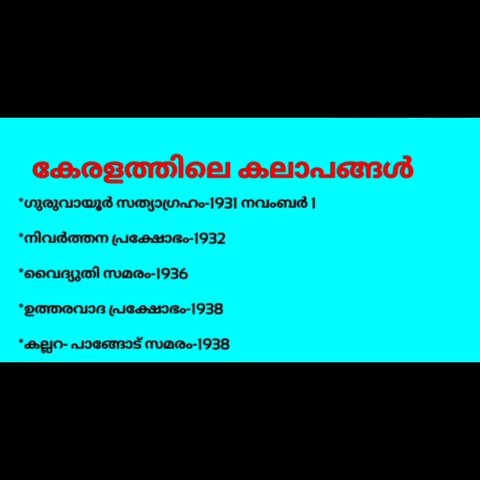 കേരളത്തിലെ കലാപങ്ങൾ
*ഗുരുവായൂർ സത്യാഗ്രഹം-1931 നവംബർ 1
*നിവർത്തന പ്രക്ഷോഭം-1932
*വൈദ്യുതി സമരം-1936
*ഉത്തരവാദ പ്രക്ഷോഭം-1938
*കല്ലറ- പാങ്ങോട് സമരം-1938